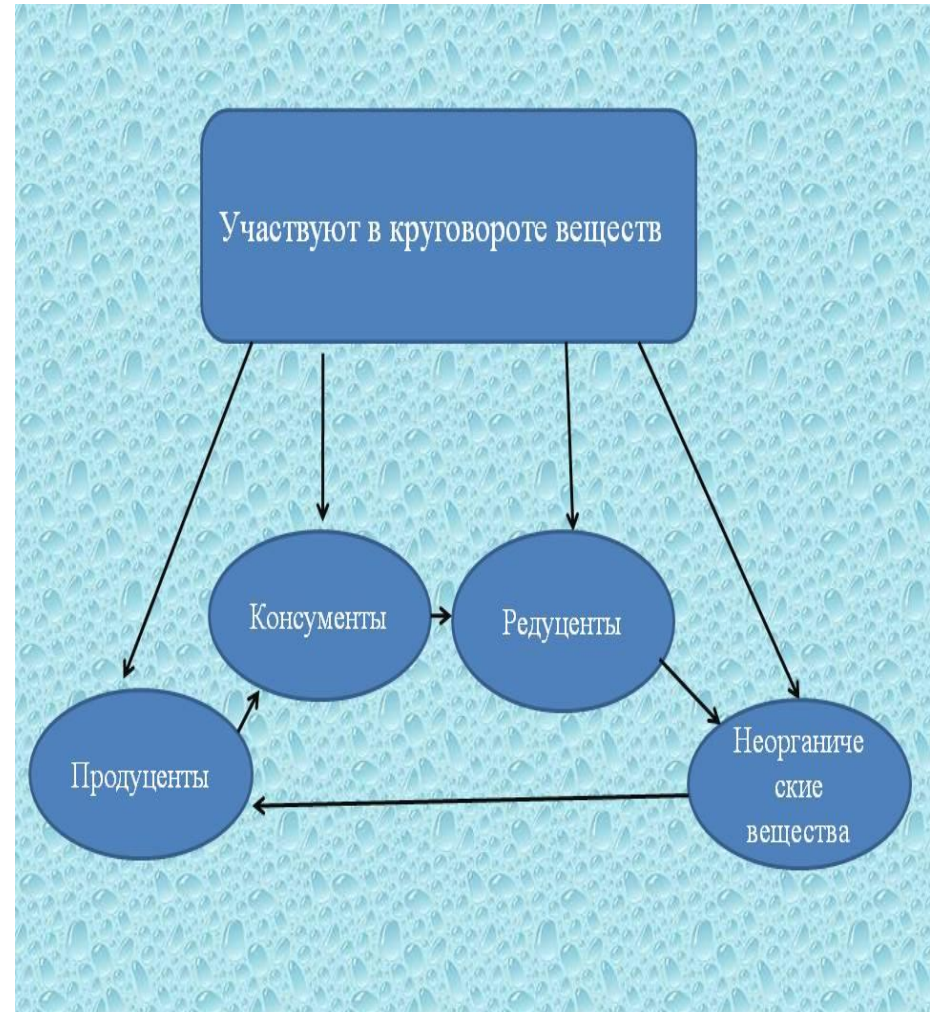 Участвуют в круговороте веществ
Консументы
Редуценты
Продуценты
Неорганиче
ские
вещества